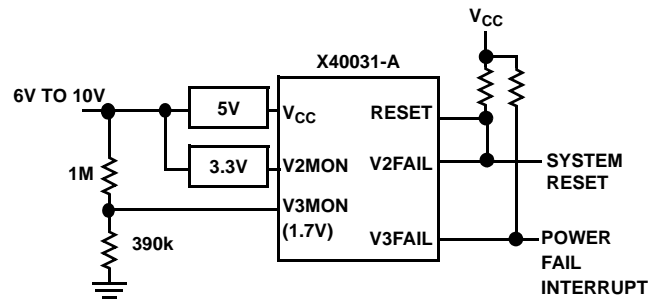 V_CC
X40031-A
6V TO 10V
5V
V_CC
RESET
3.3V
V2MON
V2FAIL
SYSTEM
RESET
1M
V3MON
(1.7V)
390k
V3FAIL
POWER
FAIL
INTERRUPT